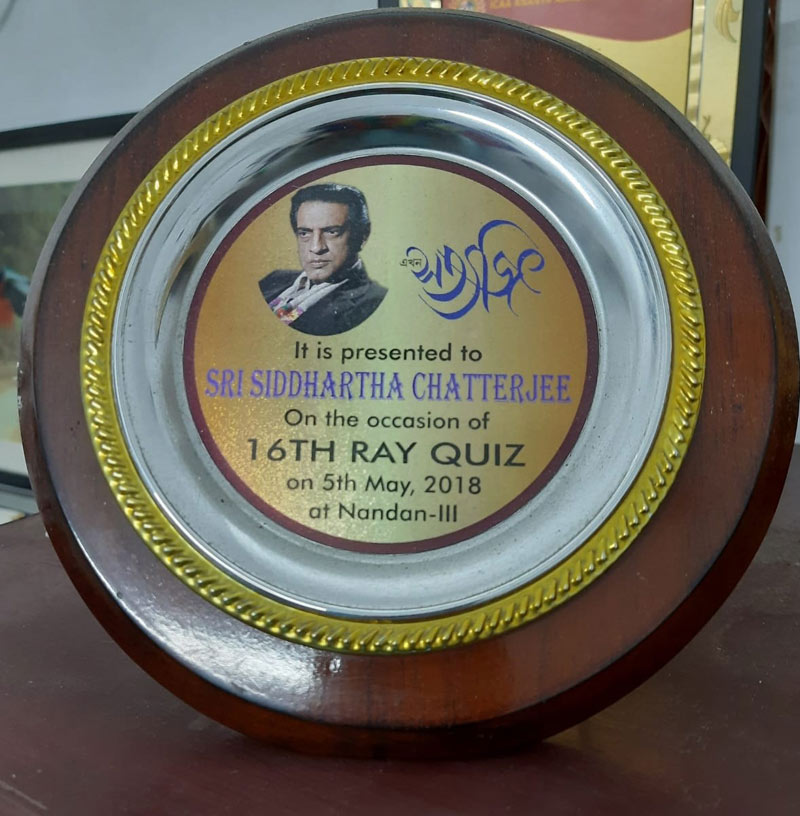 এখন সত্যজিৎ
It is presented to
SRI SIDDHARTHA CHATTERJEE
On the occasion of
16TH RAY QUIZ
on 5th May, 2018
at Nandan-III